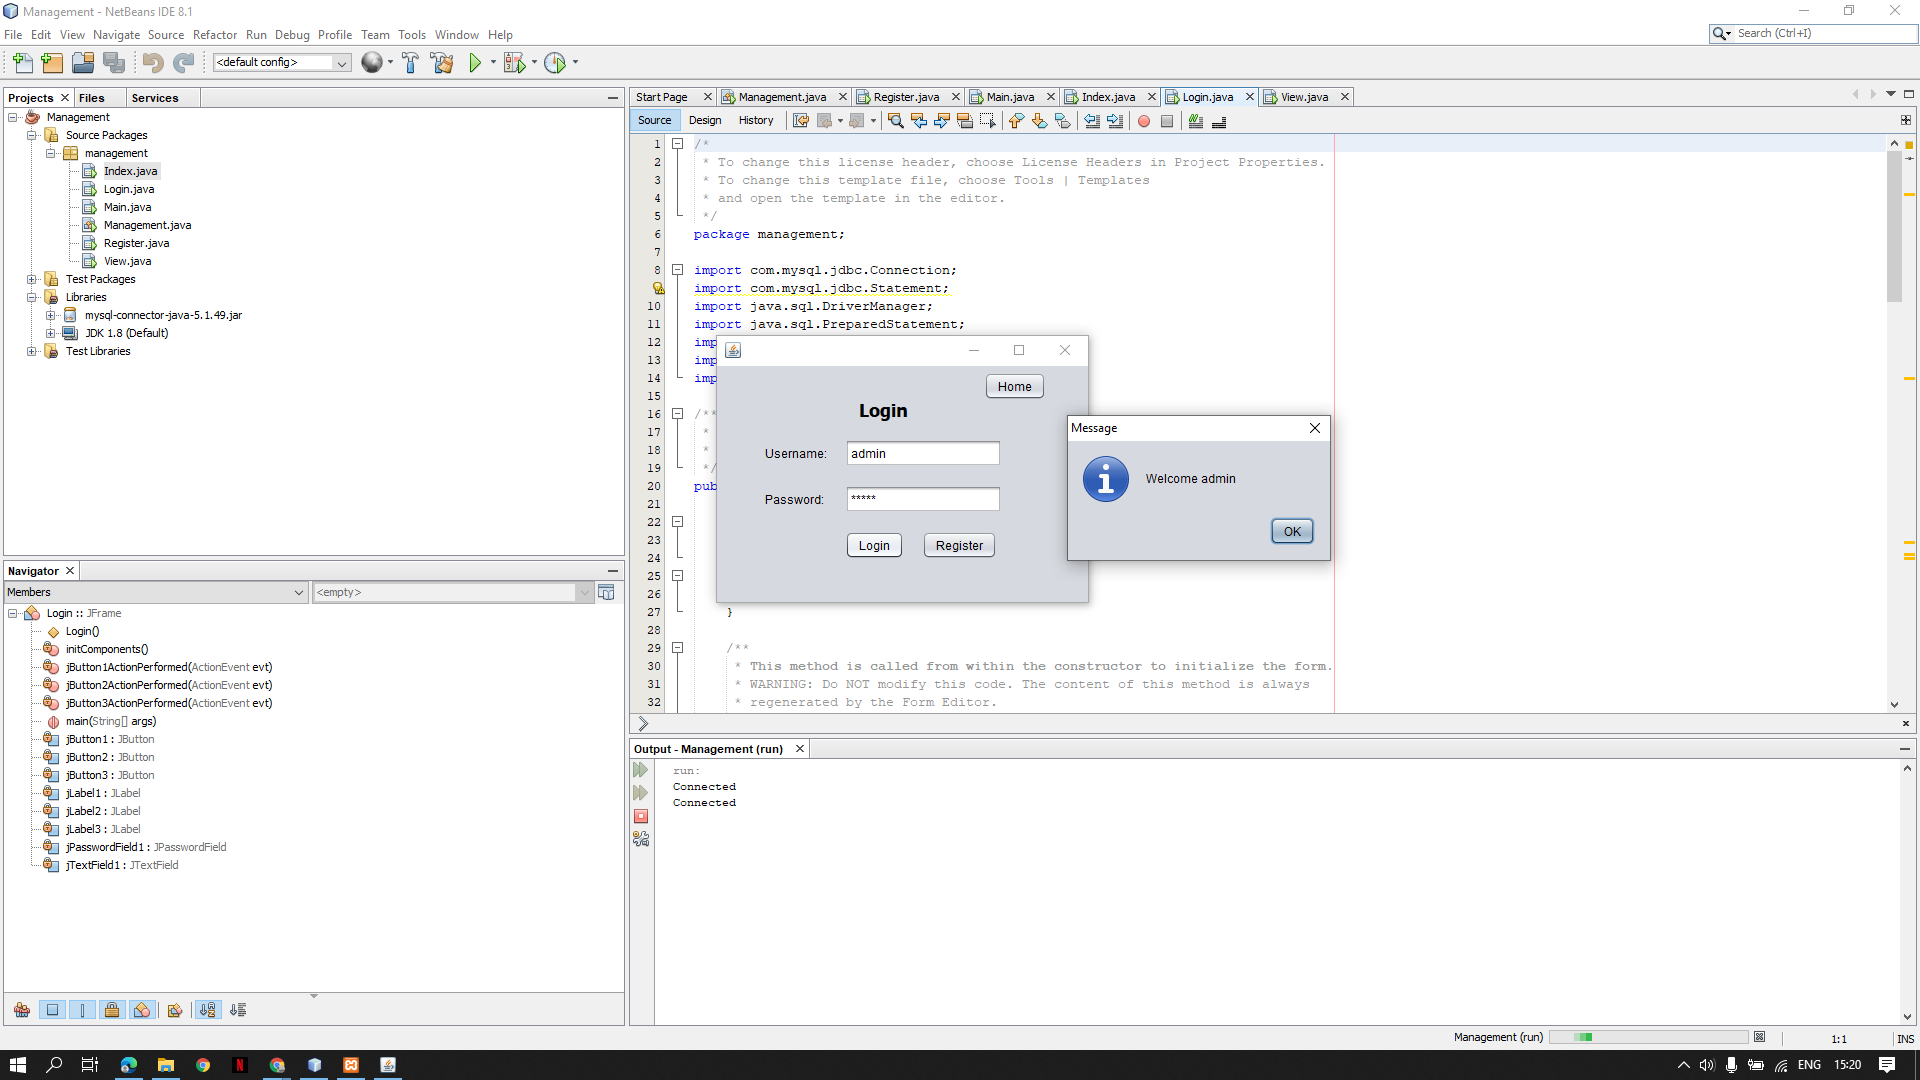 Management - NetBeans IDE 8.1
File Edit View Navigate Source Refactor Run Debug Profile Team Tools Window Help
Search (Ctrl+I)
<default config>
Projects Files Services
Management
Source Packages
management
Index.java
Login.java
Main.java
Management.java
Register.java
View.java
Test Packages
Libraries
mysql-connector-java-5.1.49.jar
JDK 1.8 (Default)
Test Libraries
Navigator
Members <empty>
Login :: JFrame
Login()
initComponents()
jButton1ActionPerformed(ActionEvent evt)
jButton2ActionPerformed(ActionEvent evt)
jButton3ActionPerformed(ActionEvent evt)
main(String[] args)
jButton1 : JButton
jButton2 : JButton
jButton3 : JButton
jLabel1 : JLabel
jLabel2 : JLabel
jLabel3 : JLabel
jPasswordField1 : JPasswordField
jTextField1 : JTextField
Start Page Management.java Register.java Main.java Index.java Login.java View.java
Source Design History
1 /*
2 * To change this license header, choose License Headers in Project Properties.
3 * To change this template file, choose Tools | Templates
4 * and open the template in the editor.
5 */
6 package management;
7
8 import com.mysql.jdbc.Connection;
import com.mysql.jdbc.Statement;
10 import java.sql.DriverManager;
11 import java.sql.PreparedStatement;
12 imp
13 imp
14 imp
15
16 /**
17 *
18 *
19 */
20 pub
21
22
23
24
25
26
27 }
28
29 /**
30 * This method is called from within the constructor to initialize the form.
31 * WARNING: Do NOT modify this code. The content of this method is always
32 * regenerated by the Form Editor.
Home
Login
Username: admin
Password: *****
Login Register
Message
Welcome admin
OK
Output - Management (run)
run:
Connected
Connected
Management (run) 1:1 INS
ENG 15:20